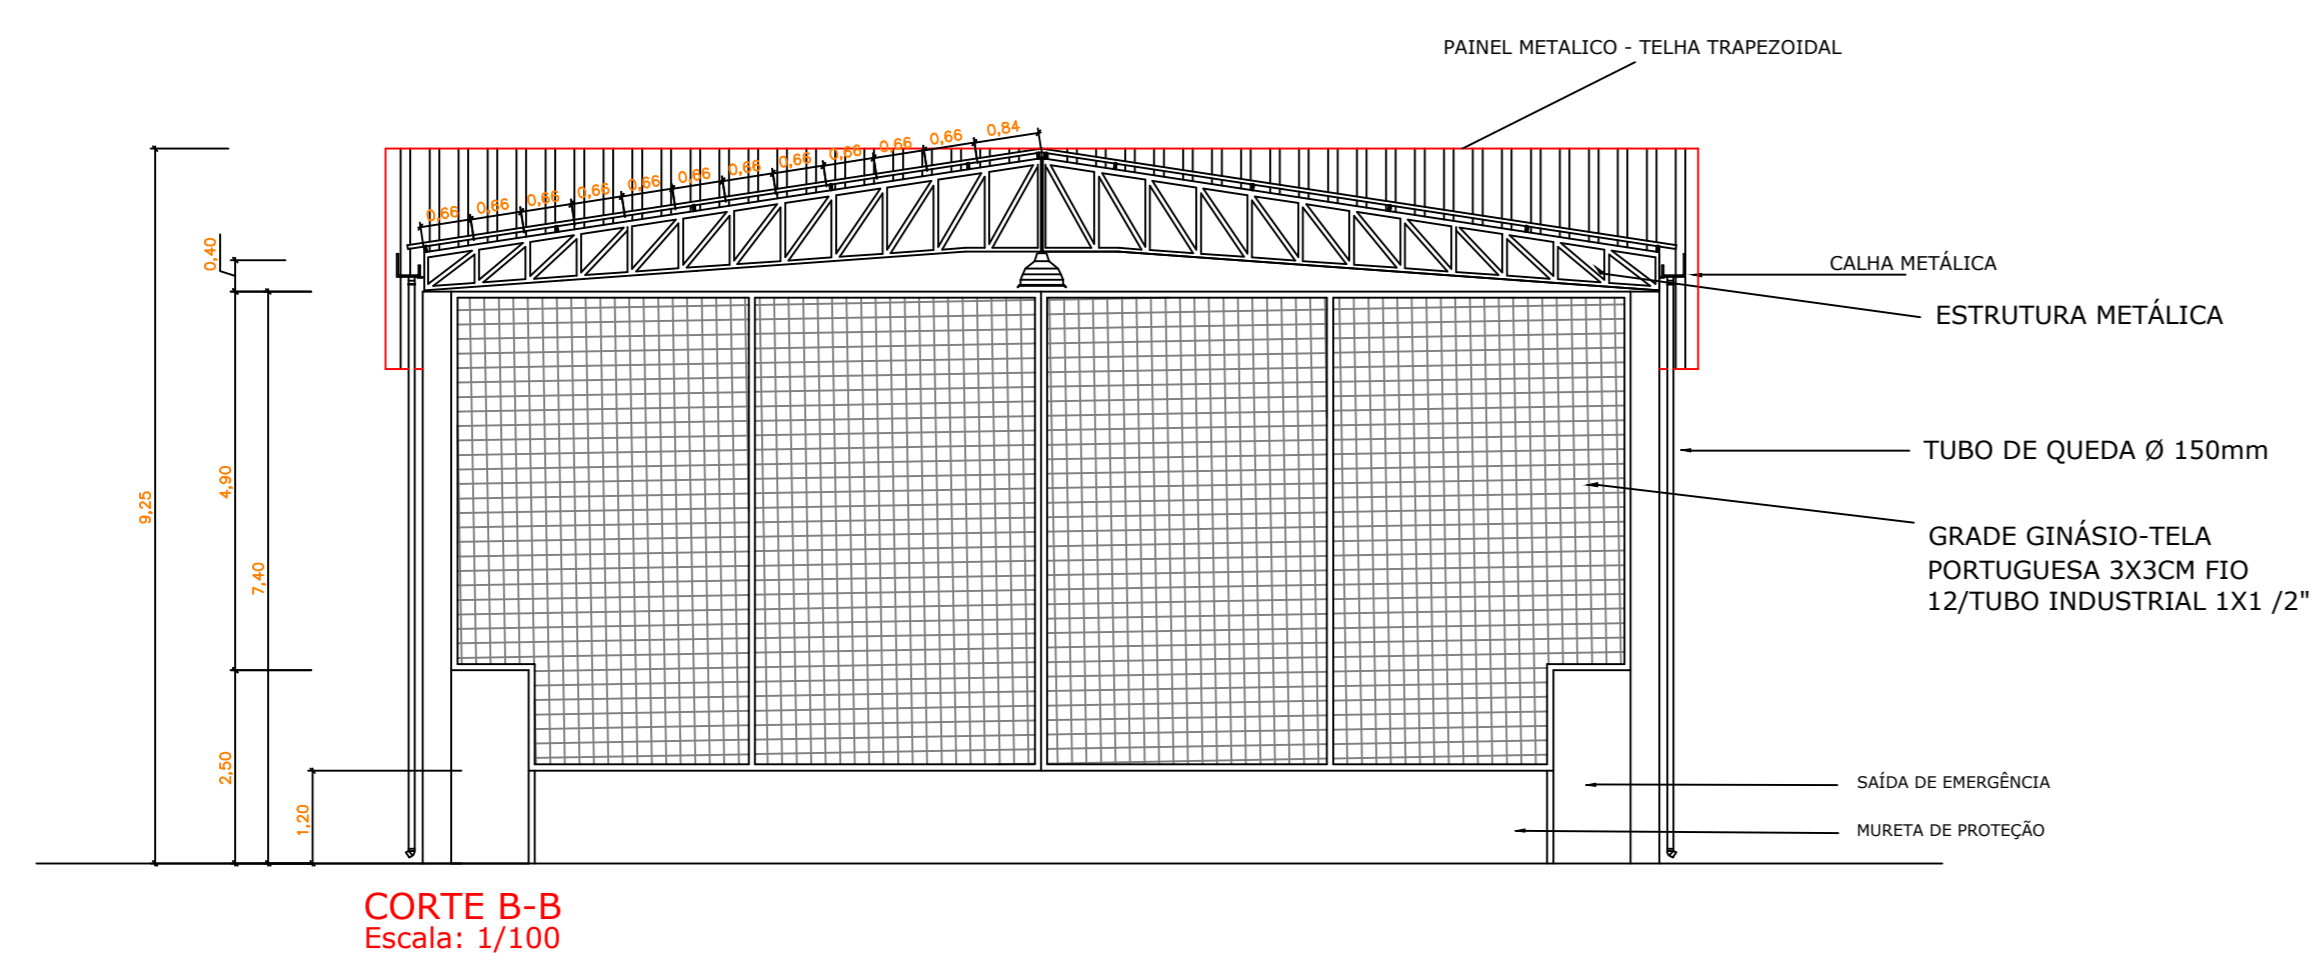 PAINEL METALICO - TELHA TRAPEZOIDAL
0,84
0,66
0,66
0,66
0,66
0,66
0,66
0,66
0,66
0,66
0,66
0,66
0,40
CALHA METÁLICA
ESTRUTURA METÁLICA
TUBO DE QUEDA Ø 150mm
4,90
9,25
GRADE GINÁSIO-TELA
PORTUGUESA 3X3CM FIO
12/TUBO INDUSTRIAL 1X1 /2"
7,40
2,50
SAÍDA DE EMERGÊNCIA
1,20
MURETA DE PROTEÇÃO
CORTE B-B
Escala: 1/100